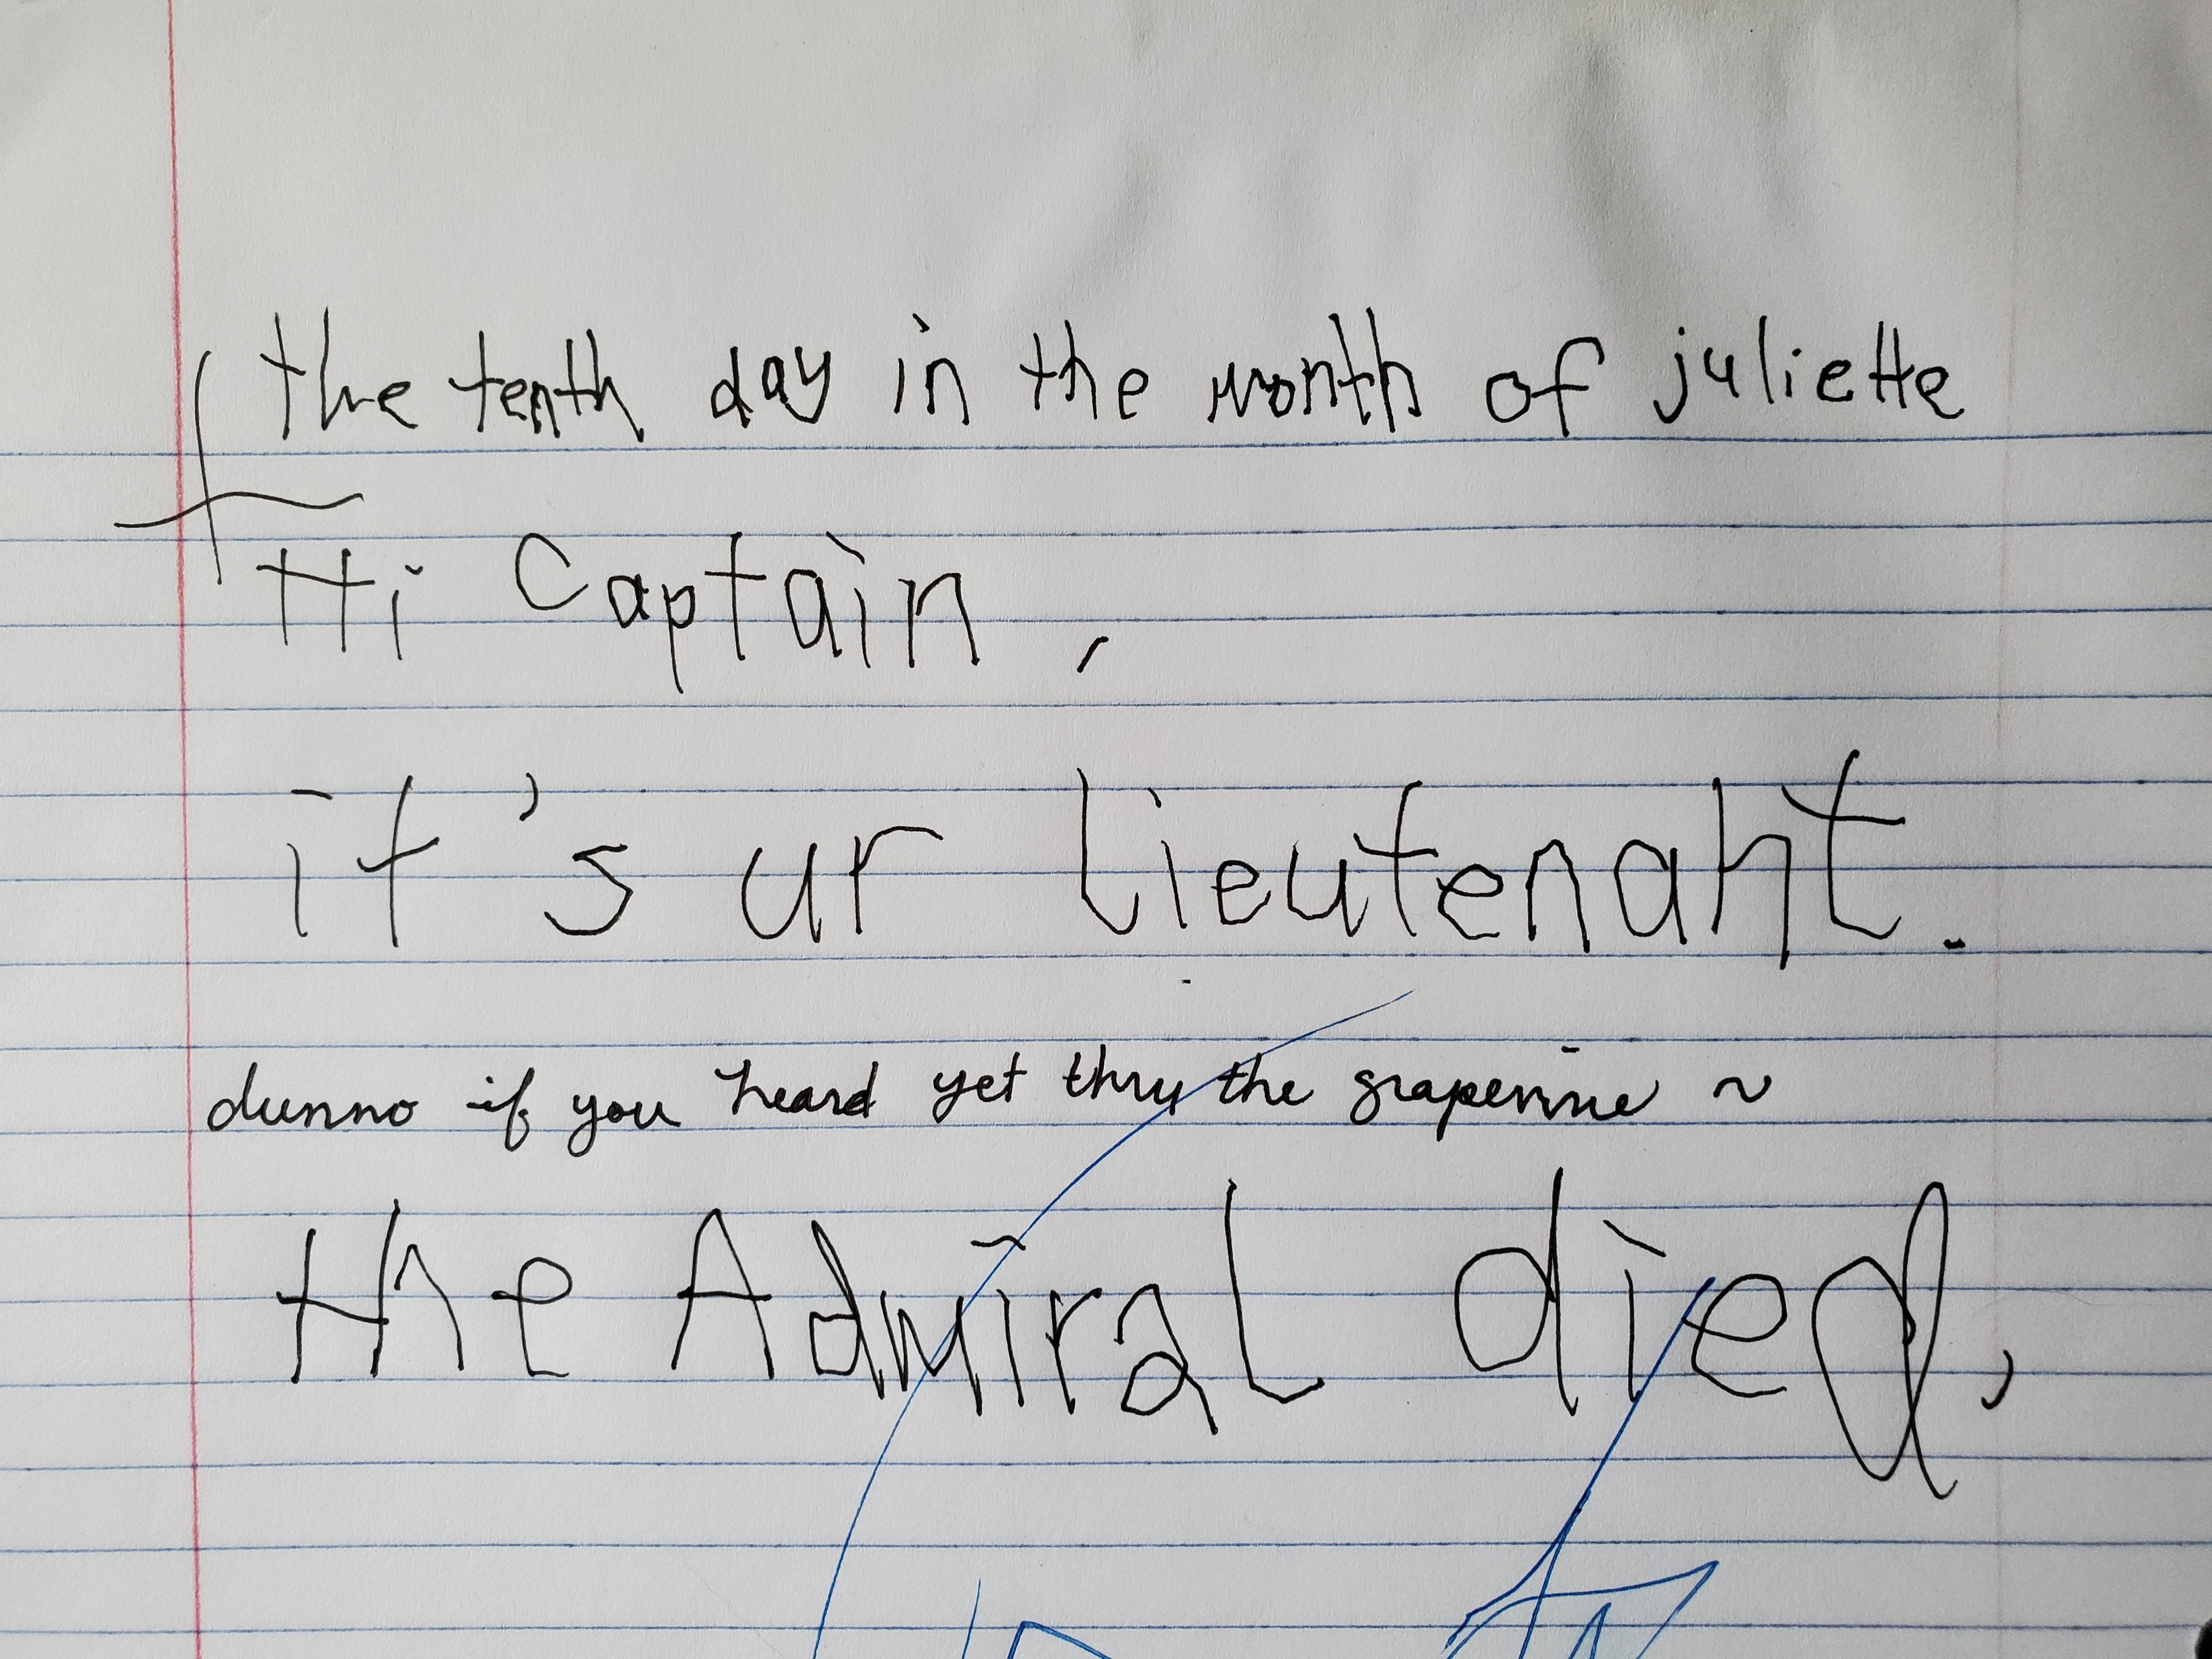 the tenth day in the month of juliette
Hi Captain,
it's ur Lieutenant.
dunno if you heard yet thru the grapevine ~
the Admiral died,